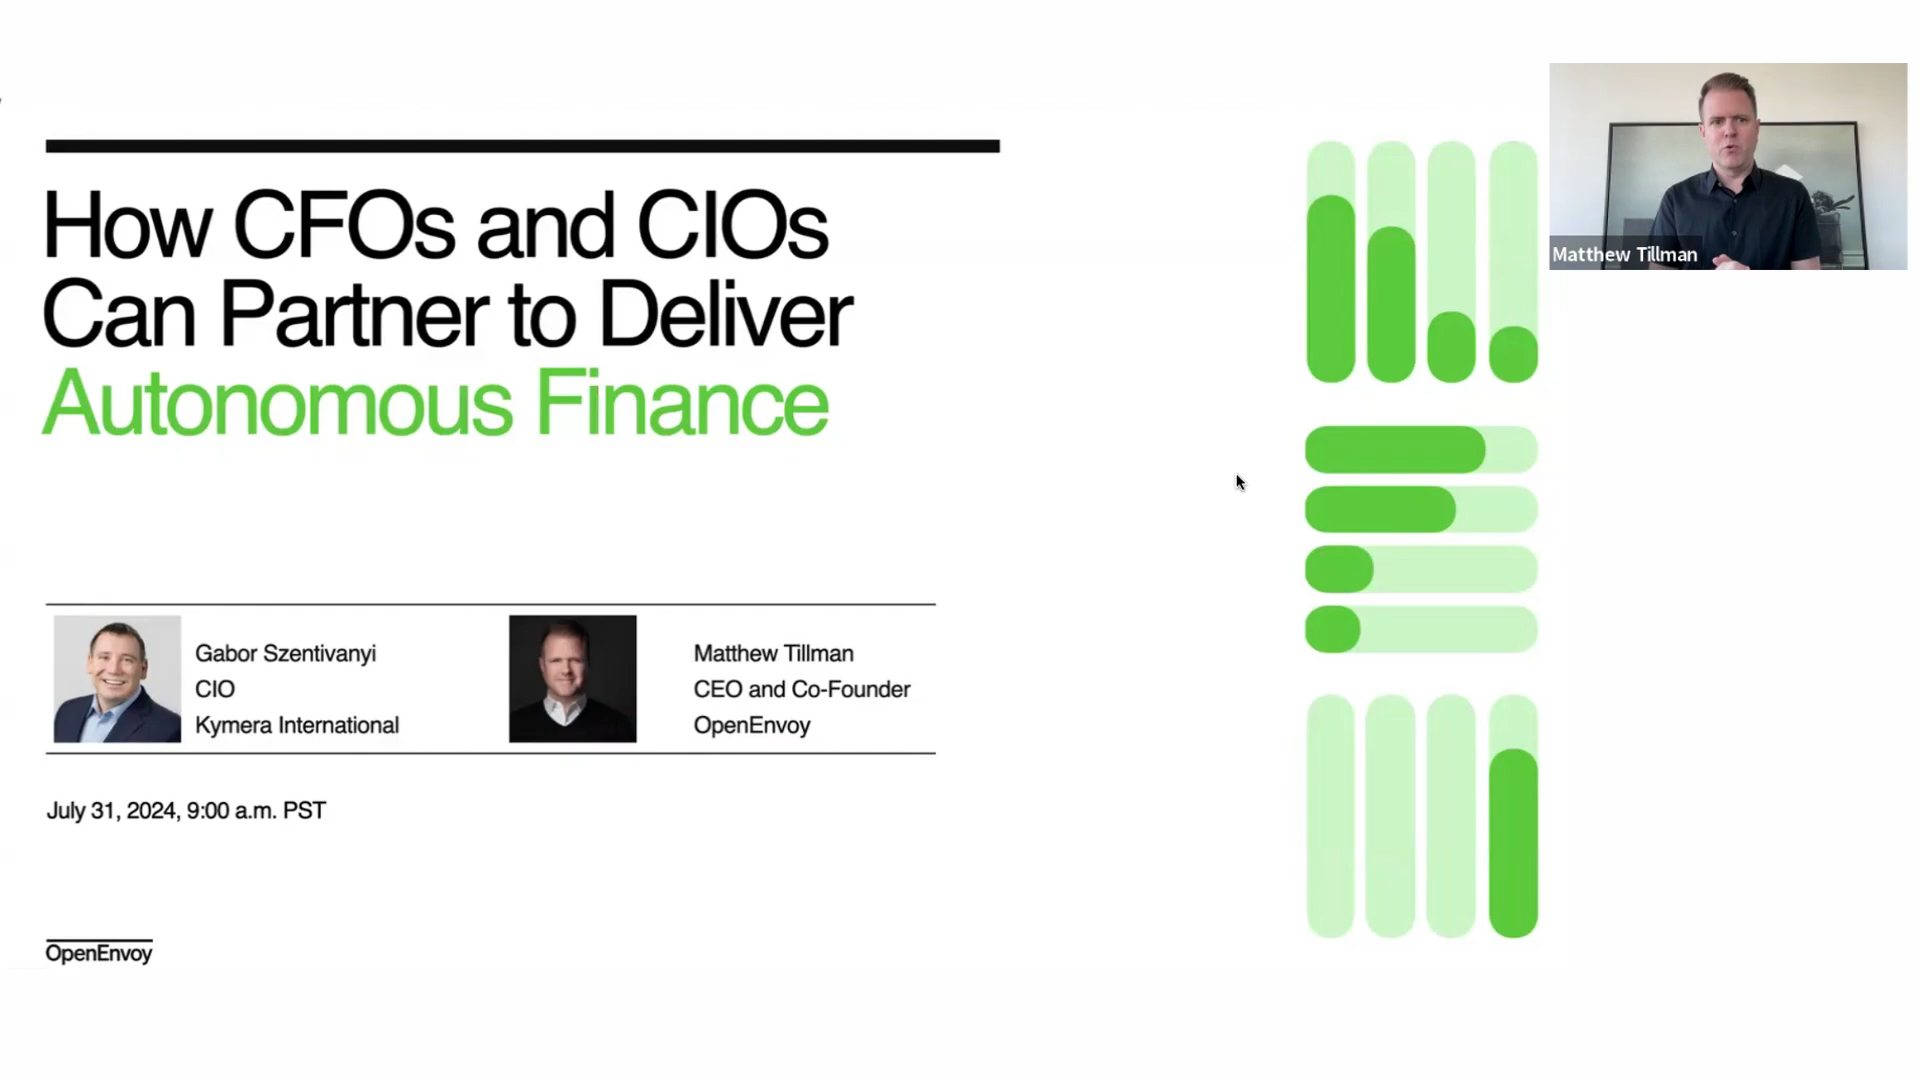 How CFOs and CIOs
Can Partner to Deliver
Autonomous Finance
Gabor Szentivanyi
CIO
Kymera International
Matthew Tillman
CEO and Co-Founder
OpenEnvoy
July 31, 2024, 9:00 a.m. PST
OpenEnvoy
Matthew Tillman